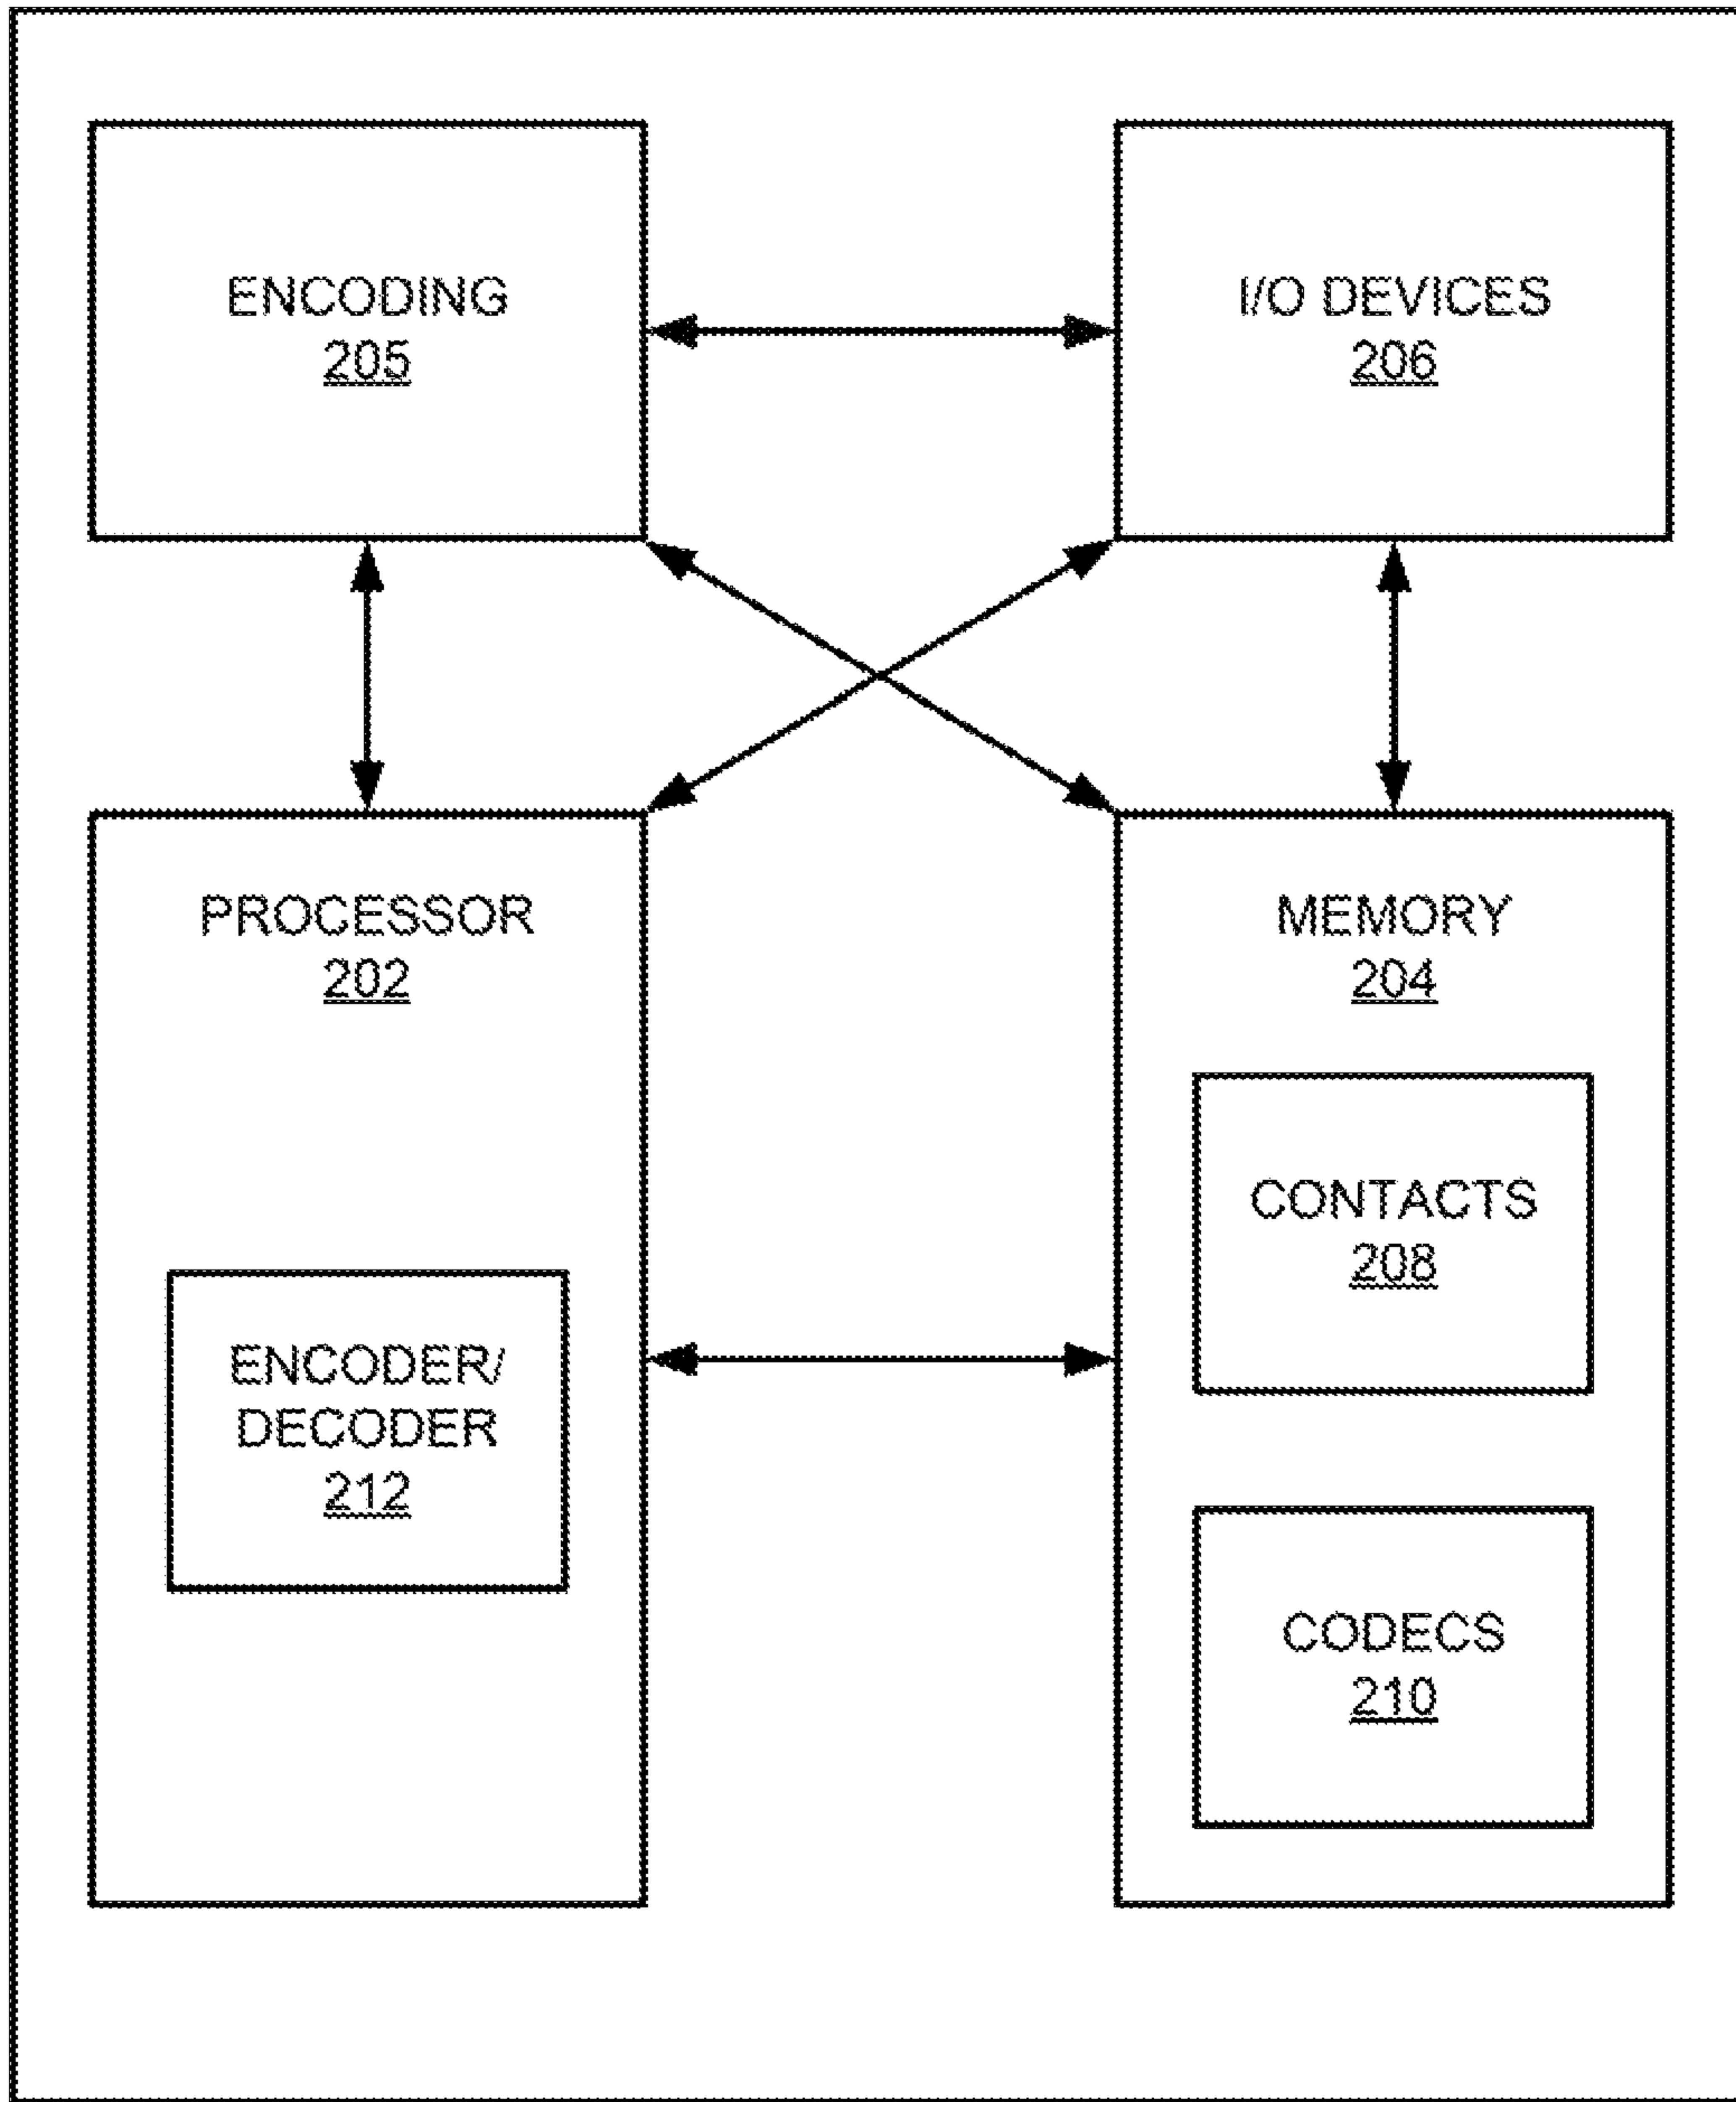 ENCODING
205
I/O DEVICES
206
PROCESSOR
202
ENCODER/
DECODER
212
MEMORY
204
CONTACTS
208
CODECS
210